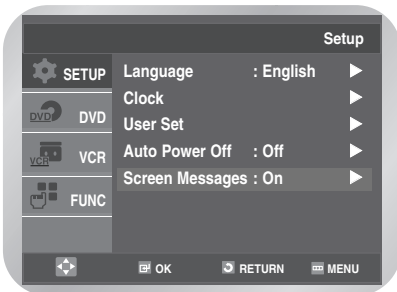 Setup
SETUP
DVD DVD
VCR VCR
FUNC
Language : English
Clock
User Set
Auto Power Off : Off
Screen Messages : On
OK RETURN MENU